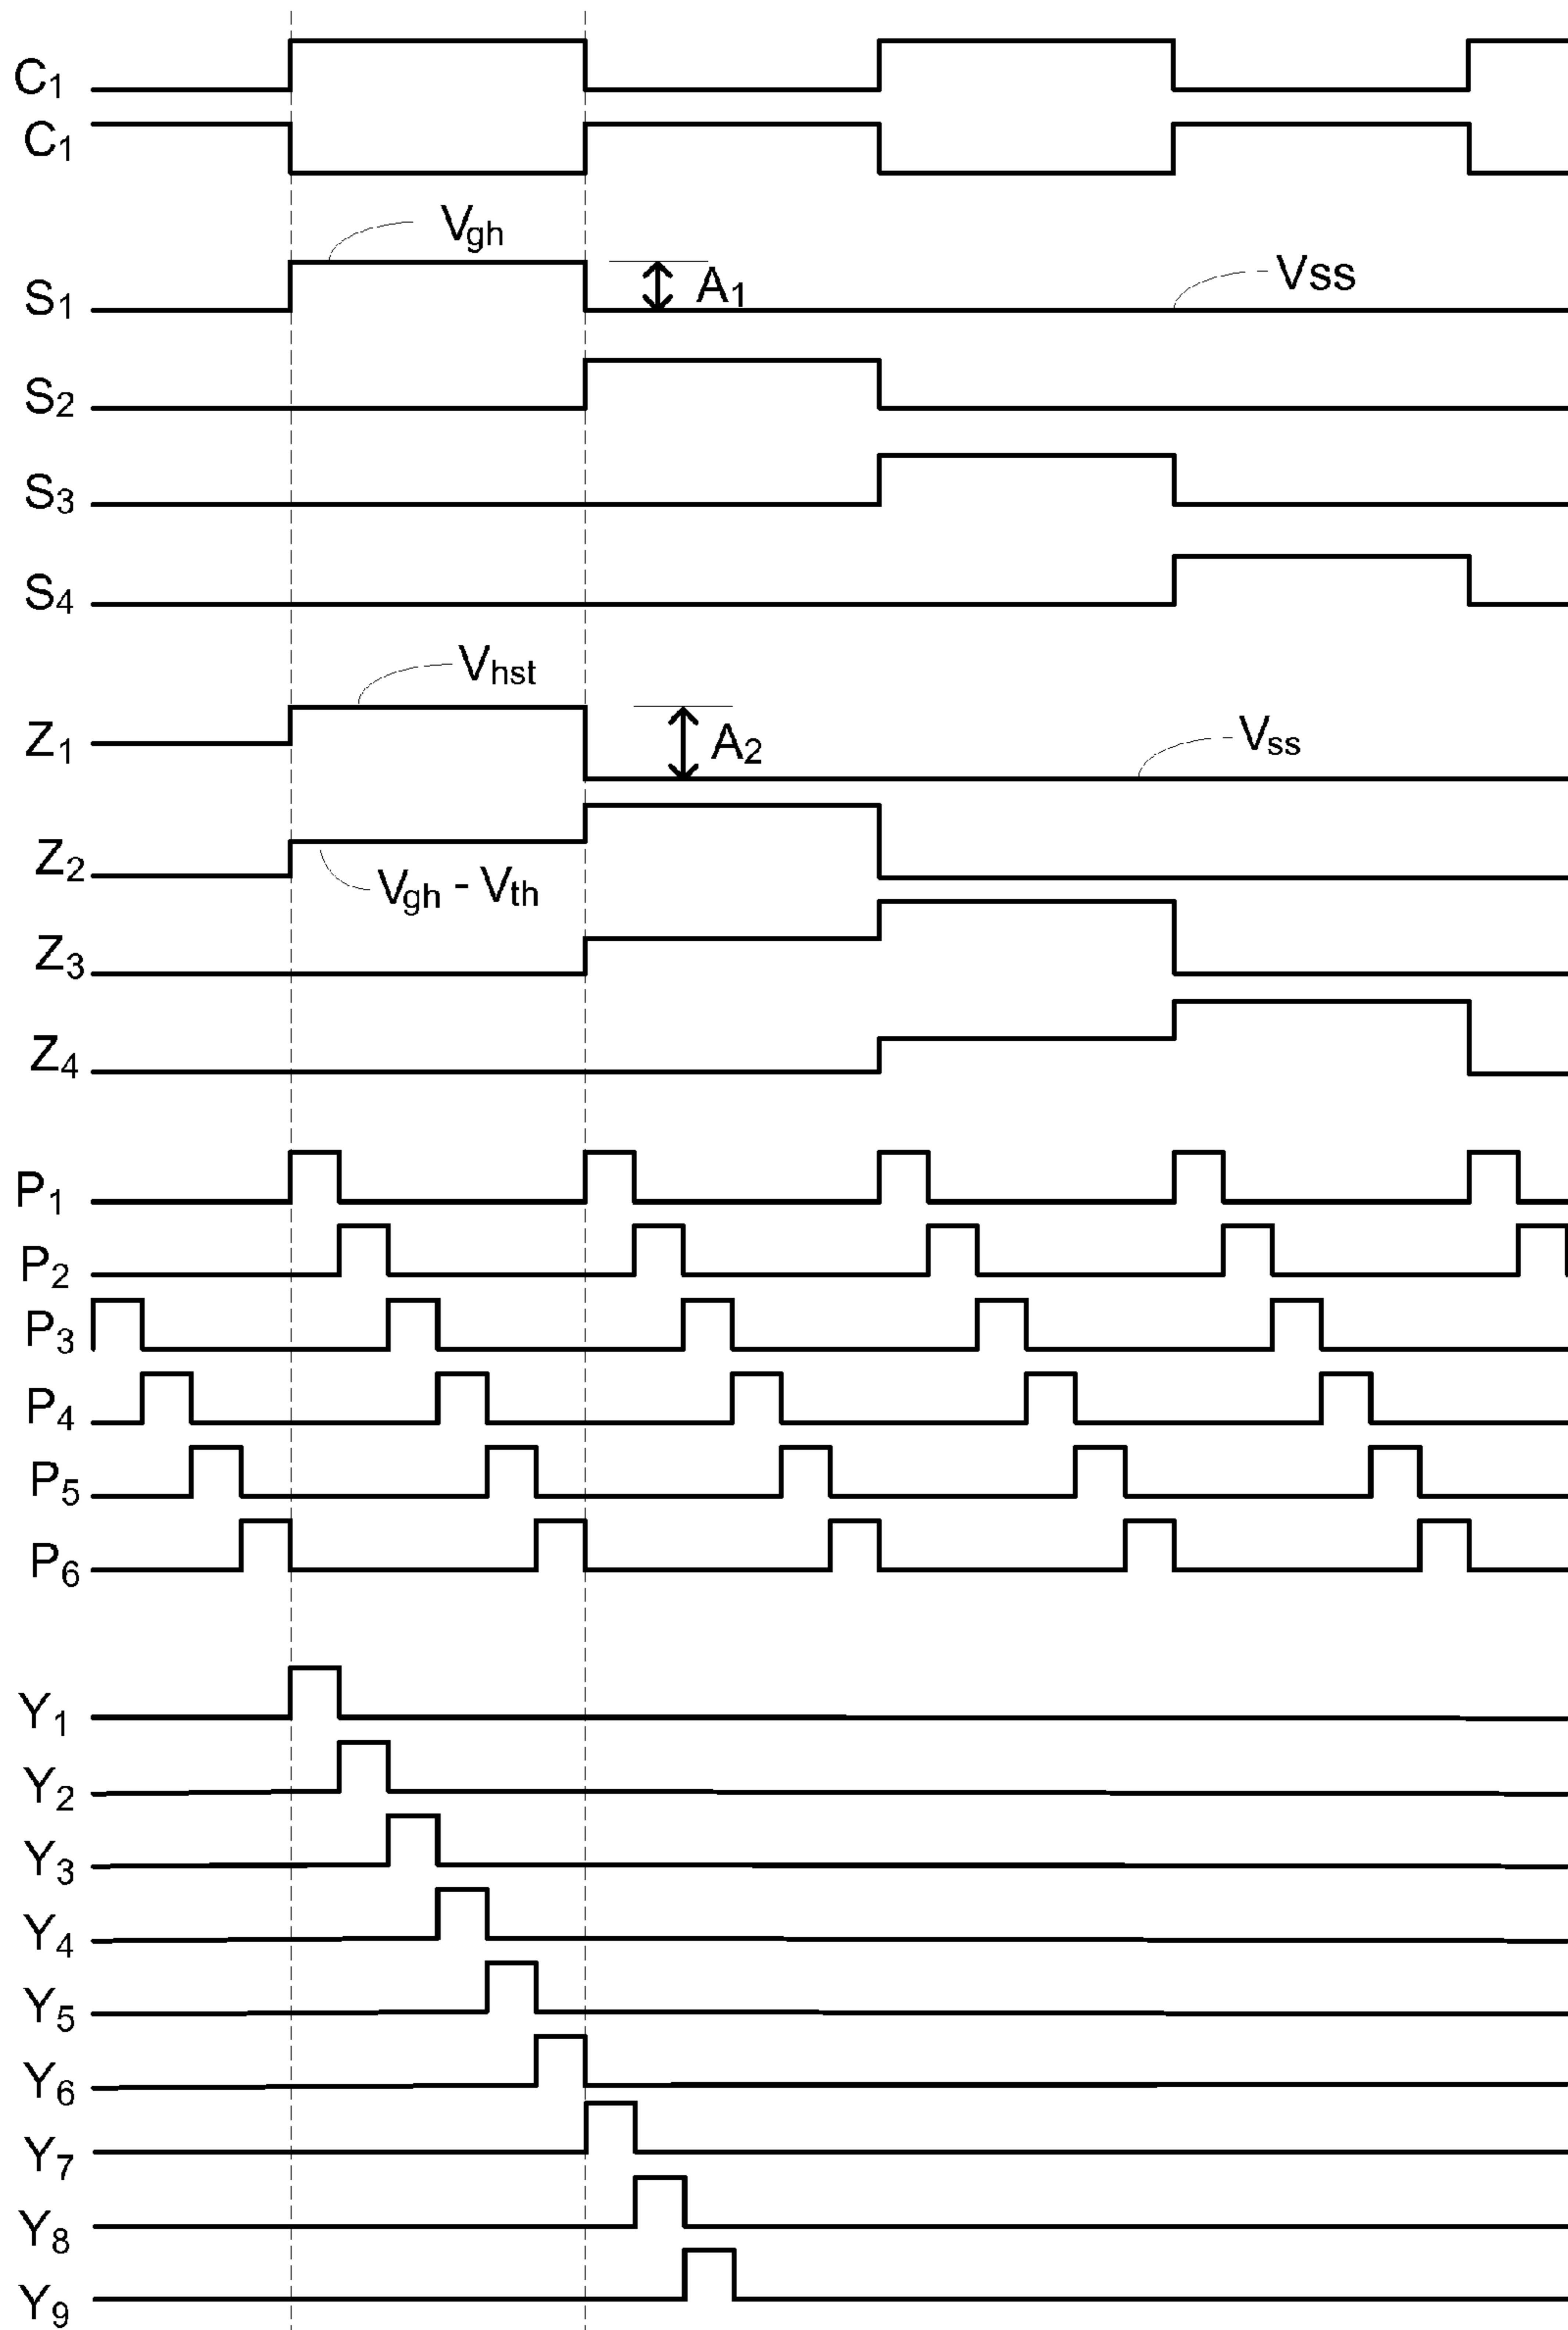 C1
C1
Vgh
S1
A1
Vss
S2
S3
S4
Vhst
Z1
A2
Vss
Z2
Vgh - Vth
Z3
Z4
P1
P2
P3
P4
P5
P6
Y1
Y2
Y3
Y4
Y5
Y6
Y7
Y8
Y9